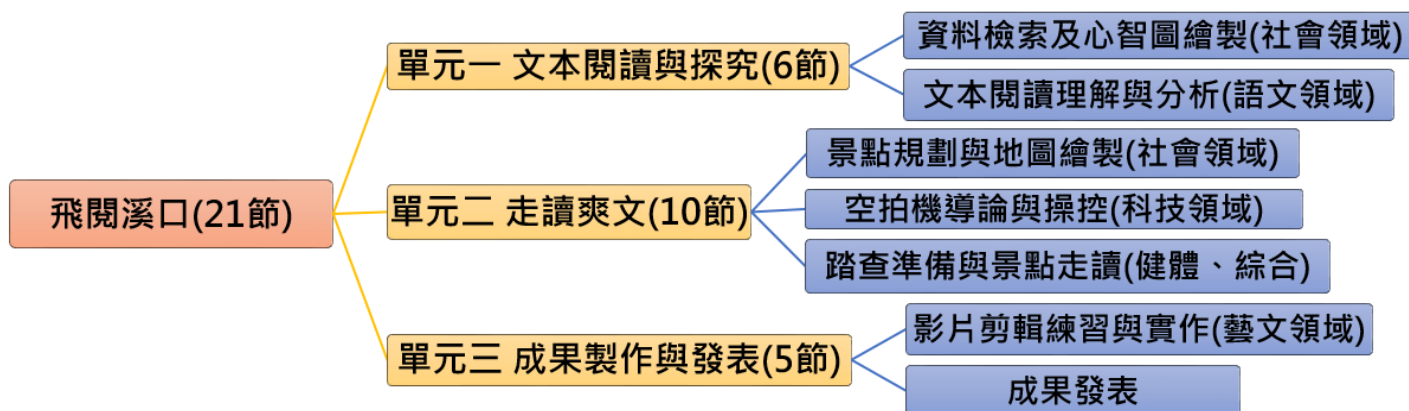 飛閱溪口(21節)
單元一 文本閱讀與探究(6節)
資料檢索及心智圖繪製(社會領域)
文本閱讀理解與分析(語文領域)
單元二 走讀爽文(10節)
景點規劃與地圖繪製(社會領域)
空拍機導論與操控(科技領域)
踏查準備與景點走讀(健體、綜合)
單元三 成果製作與發表(5節)
影片剪輯練習與實作(藝文領域)
成果發表